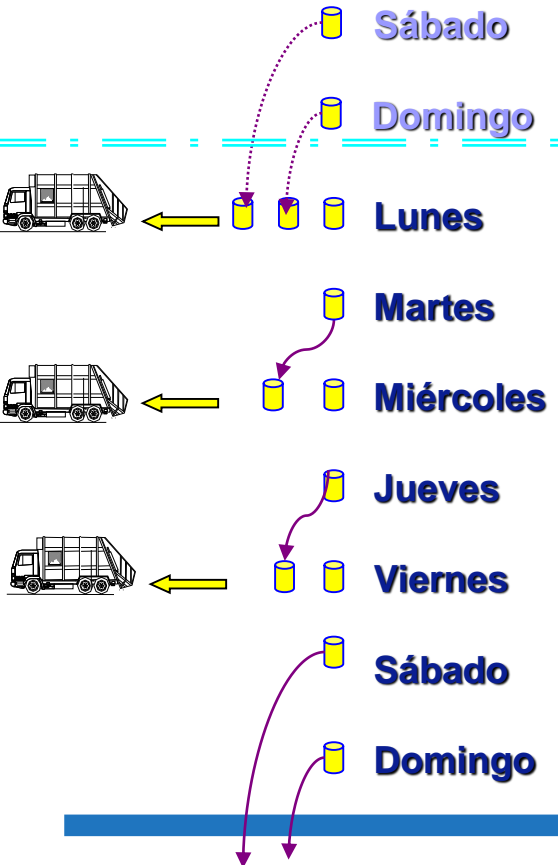 Sábado
Domingo
Lunes
Martes
Miércoles
Jueves
Viernes
Sábado
Domingo